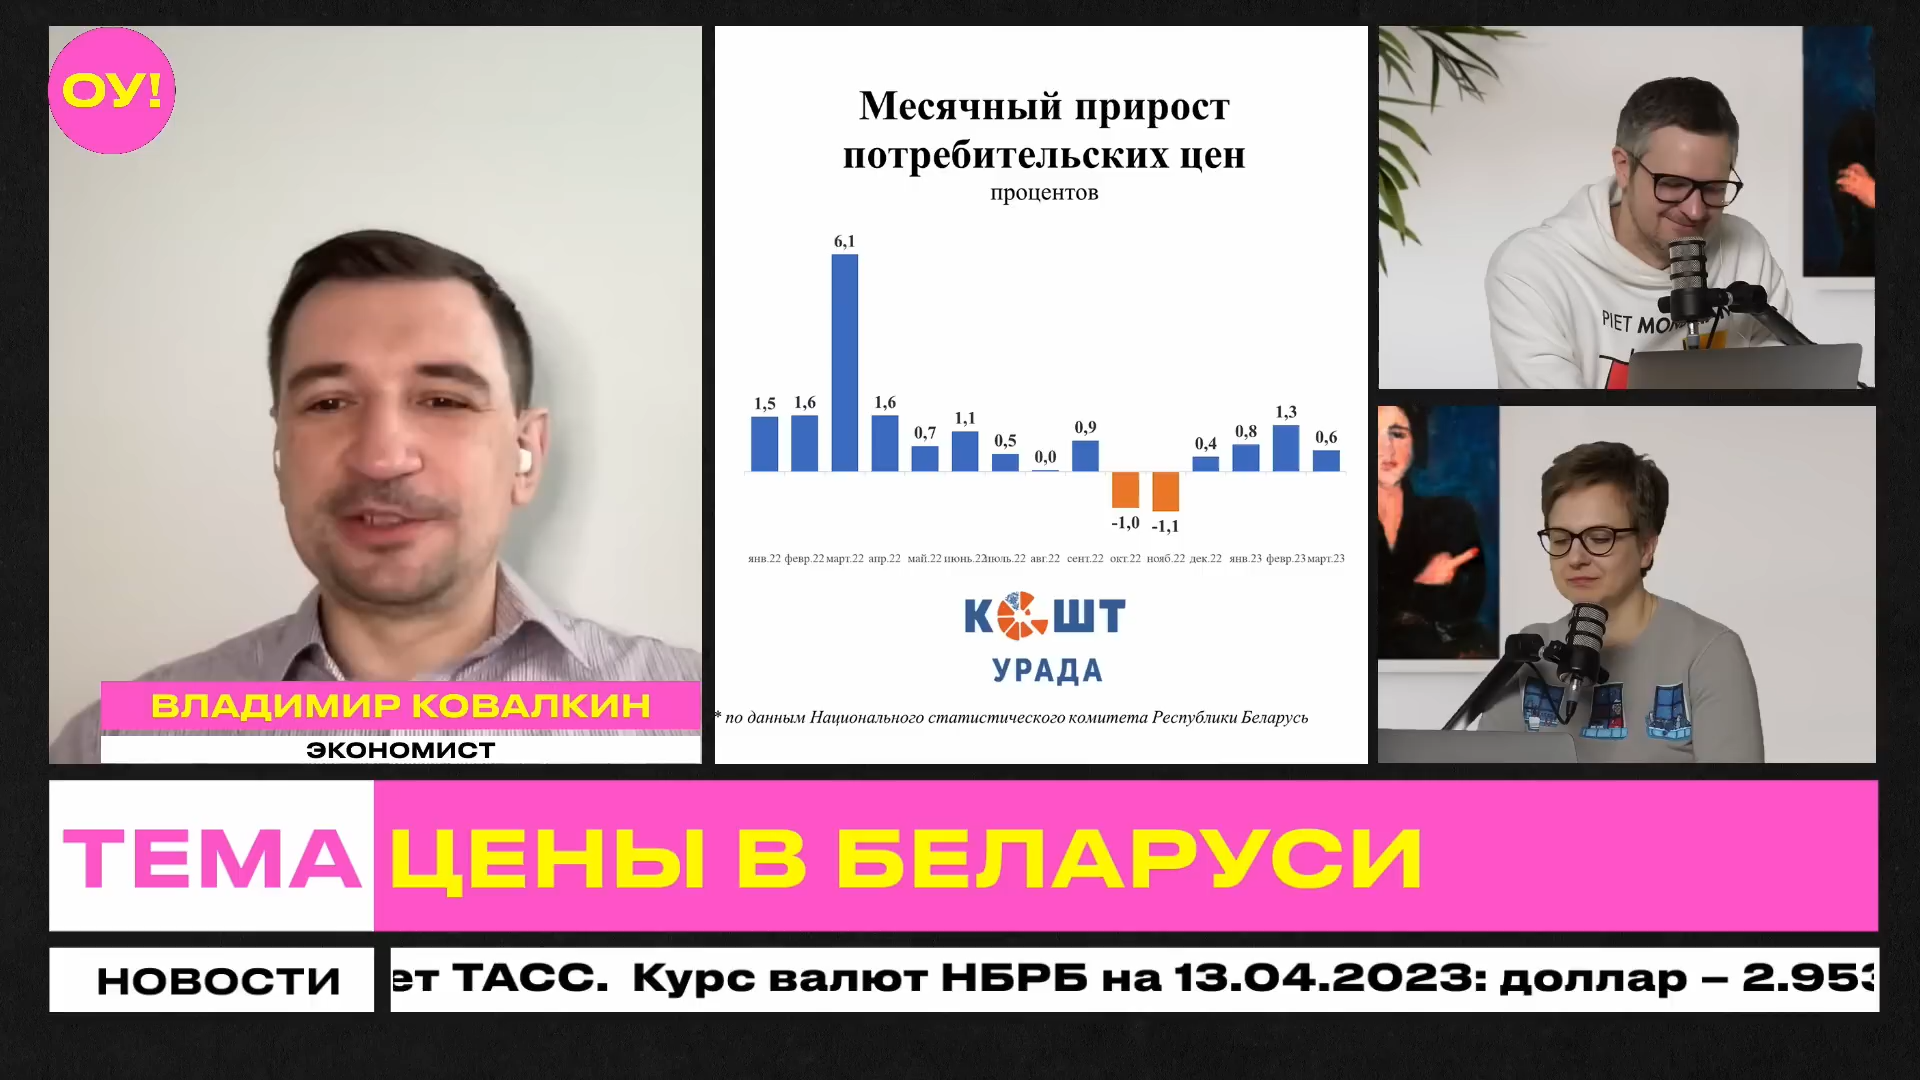 ОУ!
ВЛАДИМИР КОВАЛКИН
ЭКОНОМИСТ
Месячный прирост
потребительских цен
процентов
6,1
1,5 1,6 1,6 0,7 1,1 0,5 0,0 0,9 0,4 0,8 1,3 0,6
-1,0 -1,1
янв.22 февр.22 март.22 апр.22 май.22 июнь.22 июль.22 авг.22 сент.22 окт.22 нояб.22 дек.22 янв.23 февр.23 март.23
КОШТ
УРАДА
* по данным Национального статистического комитета Республики Беларусь
PIET
ТЕМА
ЦЕНЫ В БЕЛАРУСИ
НОВОСТИ
ет ТАСС. Курс валют НБРБ на 13.04.2023: доллар – 2.953